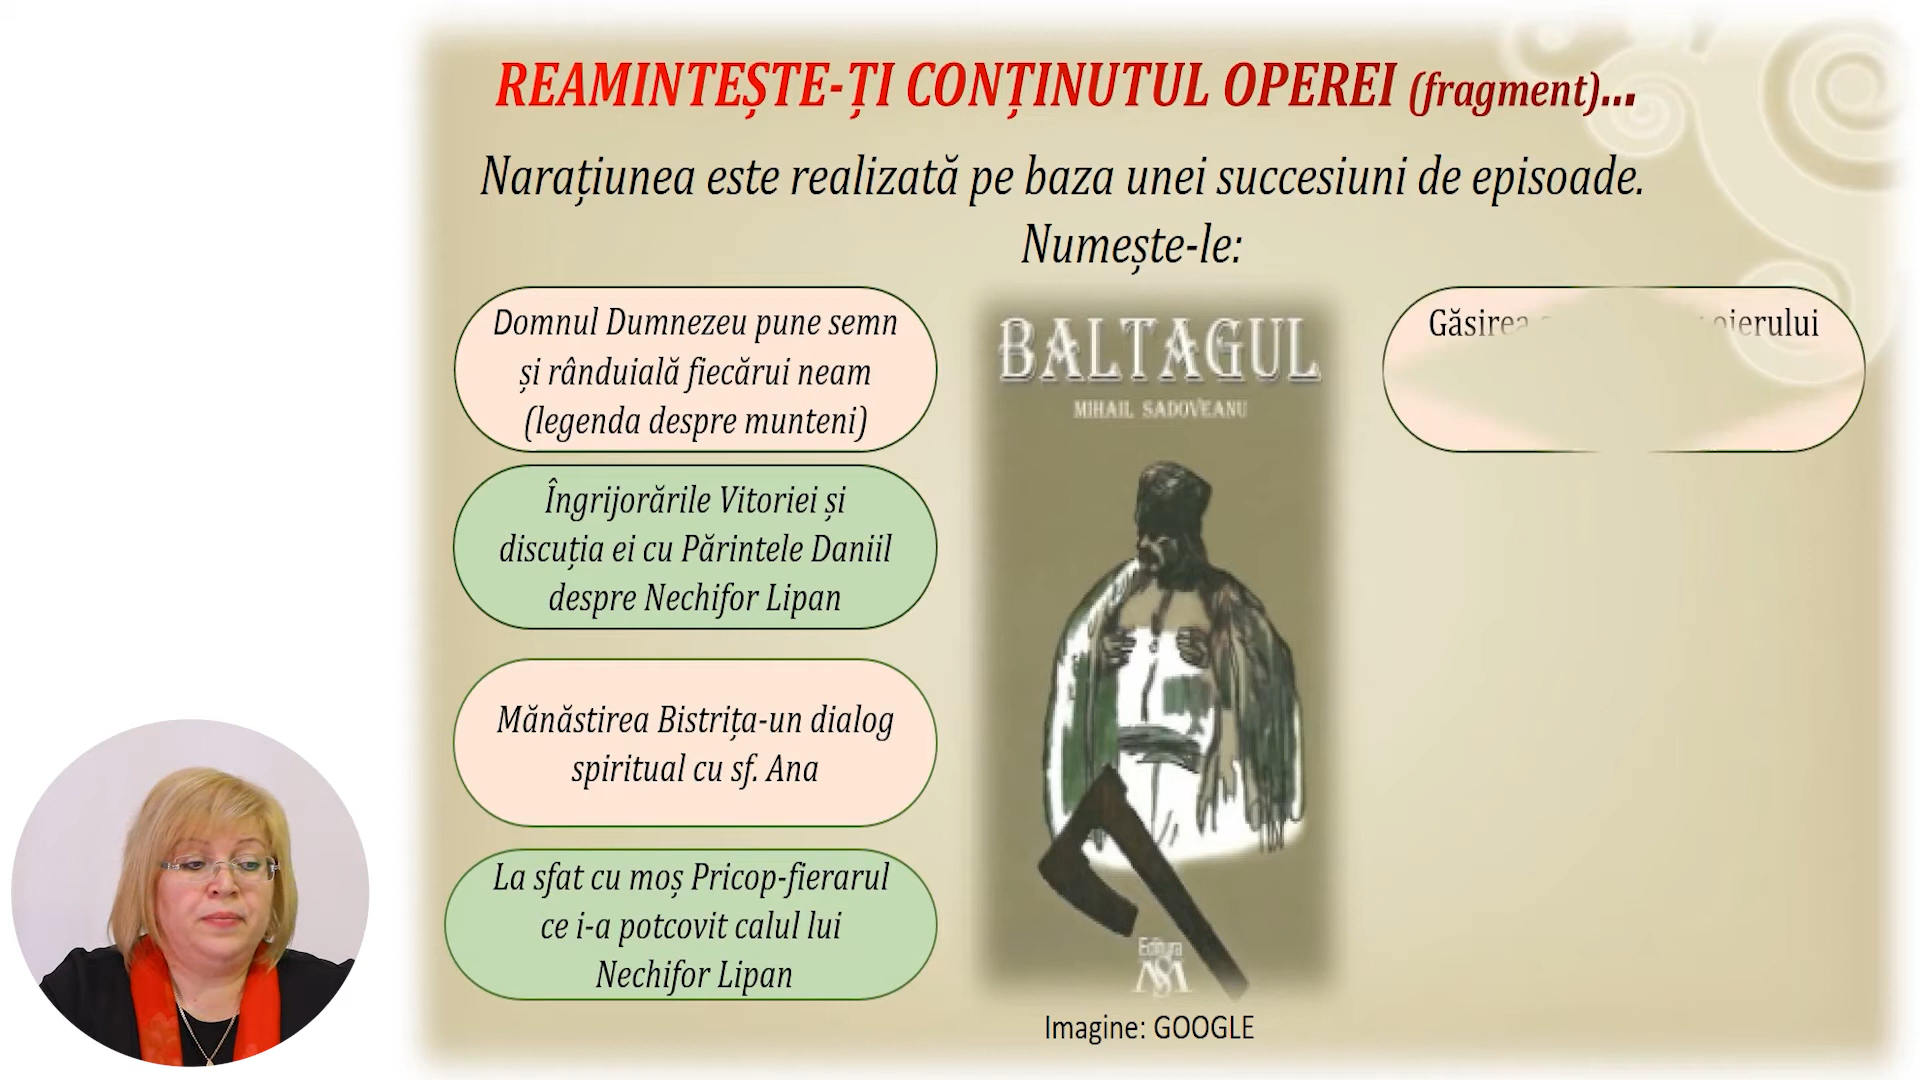 REAMINTEȘTE-ȚI CONȚINUTUL OPEREI (fragment)...
Narațiunea este realizată pe baza unei succesiuni de episoade.
Numește-le:
Domnul Dumnezeu pune semn
și rânduială fiecărui neam
(legenda despre munteni)
Îngrijorările Vitoriei și
discuția ei cu Părintele Daniil
despre Nechifor Lipan
Mănăstirea Bistrița-un dialog
spiritual cu sf. Ana
La sfat cu moș Pricop-fierarul
ce i-a potcovit calul lui
Nechifor Lipan
BALTAGUL
MIHAIL SADOVEANU
Editura
Imagine: GOOGLE
Găsirea